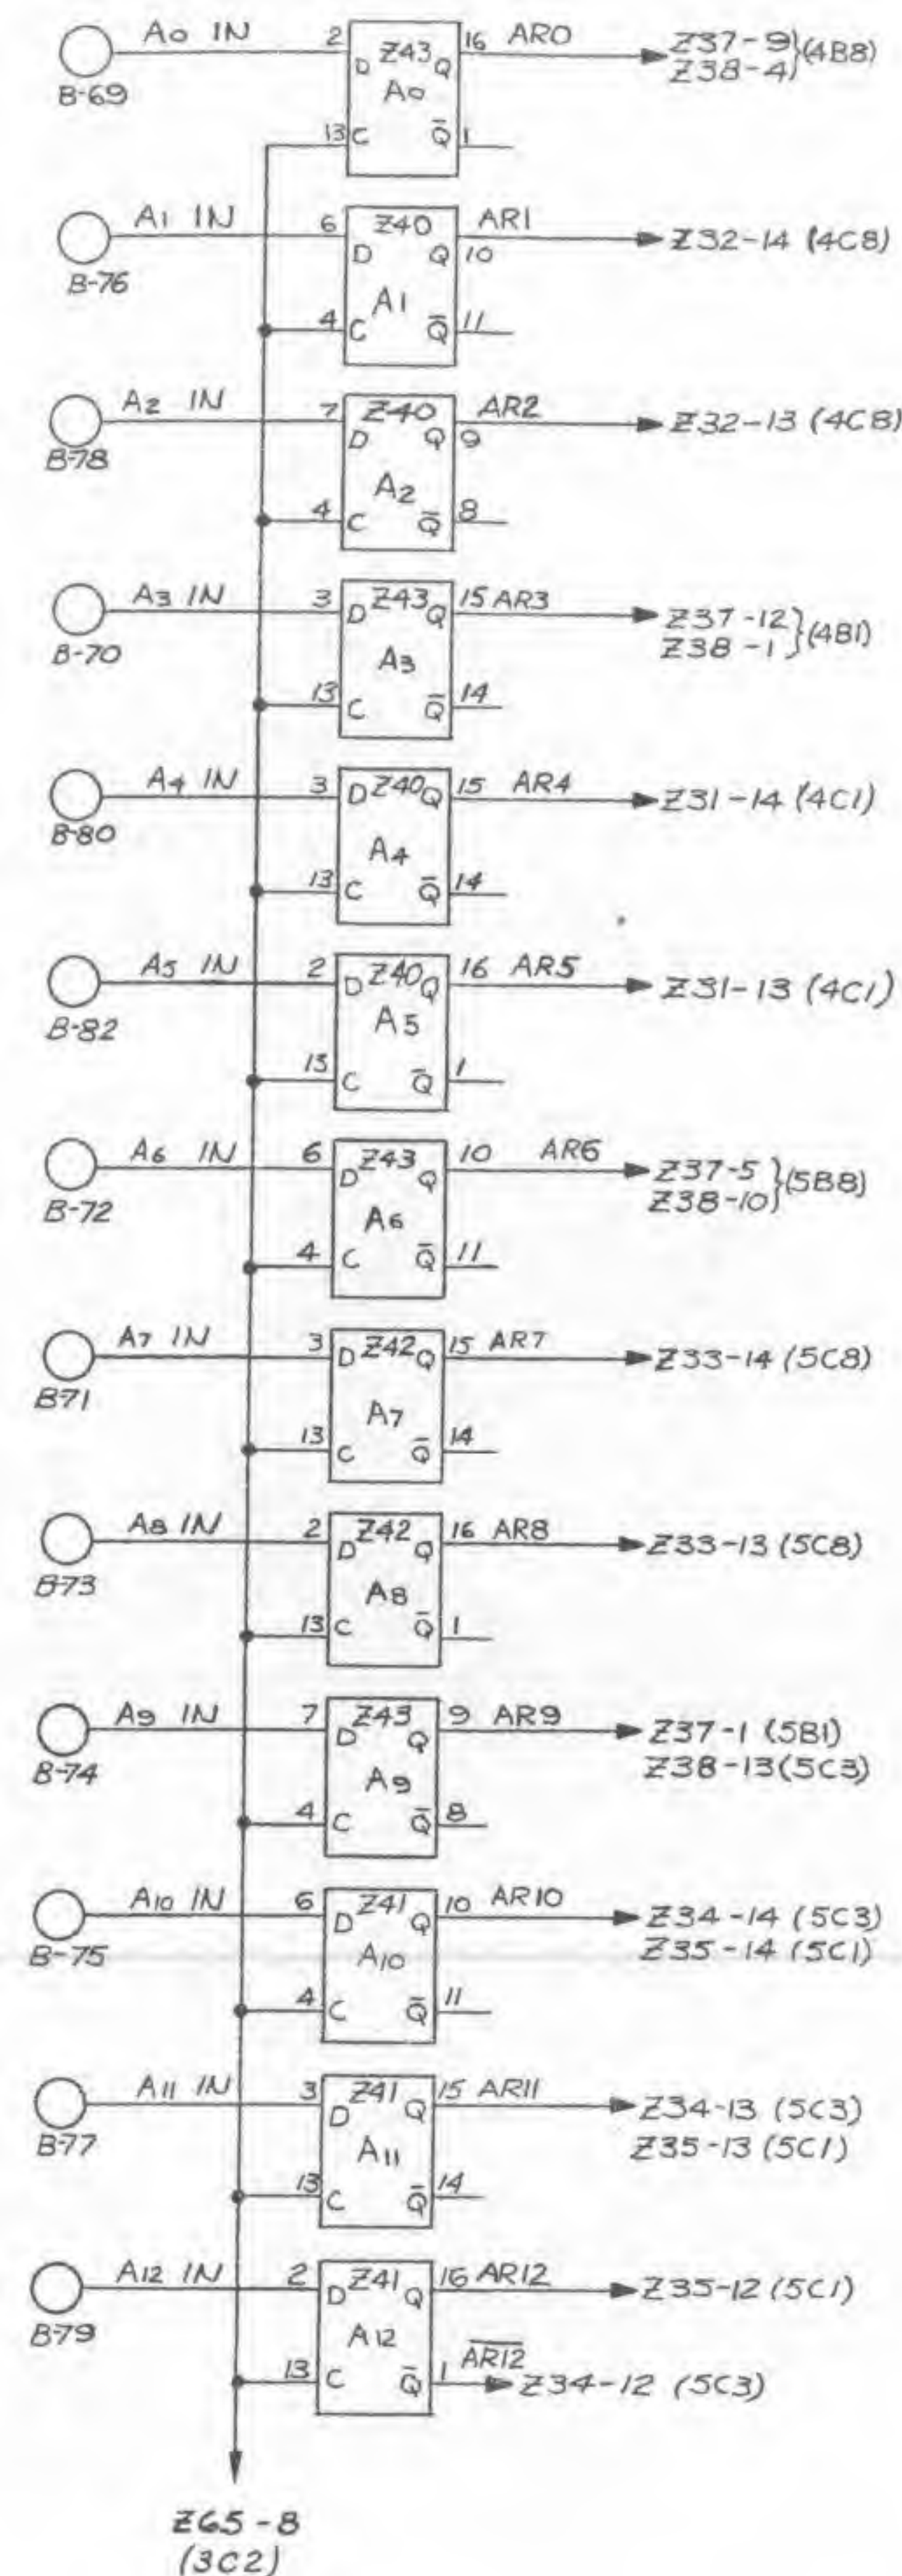 A0 IN 2 Z43 16 AR0 Z37-9 }(4B8)
D Q Z38-4
B-69 A0
13 C Q̅ 1
A1 IN 6 Z40 AR1 Z32-14 (4C8)
D Q 10
B-76 A1
4 C Q̅ 11
A2 IN 7 Z40 AR2 Z32-13 (4C8)
D Q 9
B-78 A2
4 C Q̅ 8
A3 IN 3 D Z43 Q 15 AR3 Z37-12 }(4B1)
Z38-1
B-70 A3
13 C Q̅ 14
A4 IN 3 D Z40 Q 15 AR4 Z31-14 (4C1)
B-80 A4
13 C Q̅ 14
A5 IN 2 D Z40 Q 16 AR5 Z31-13 (4C1)
B-82 A5
13 C Q̅ 1
A6 IN 6 D Z43 Q 10 AR6 Z37-5 }(5B8)
Z38-10
B-72 A6
4 C Q̅ 11
A7 IN 3 D Z42 Q 15 AR7 Z33-14 (5C8)
B-71 A7
13 C Q̅ 14
A8 IN 2 D Z42 Q 16 AR8 Z33-13 (5C8)
B-73 A8
13 C Q̅ 1
A9 IN 7 D Z43 Q 9 AR9 Z37-1 (5B1)
Z38-13 (5C3)
B-74 A9
4 C Q̅ 8
A10 IN 6 D Z41 Q 10 AR10 Z34-14 (5C3)
Z35-14 (5C1)
B-75 A10
4 C Q̅ 11
A11 IN 3 D Z41 Q 15 AR11 Z34-13 (5C3)
Z35-13 (5C1)
B-77 A11
13 C Q̅ 14
A12 IN 2 D Z41 Q 16 AR12 Z35-12 (5C1)
B-79 A12
13 C Q̅ 1 A̅R̅1̅2̅ Z34-12 (5C3)
Z65-8
(3C2)